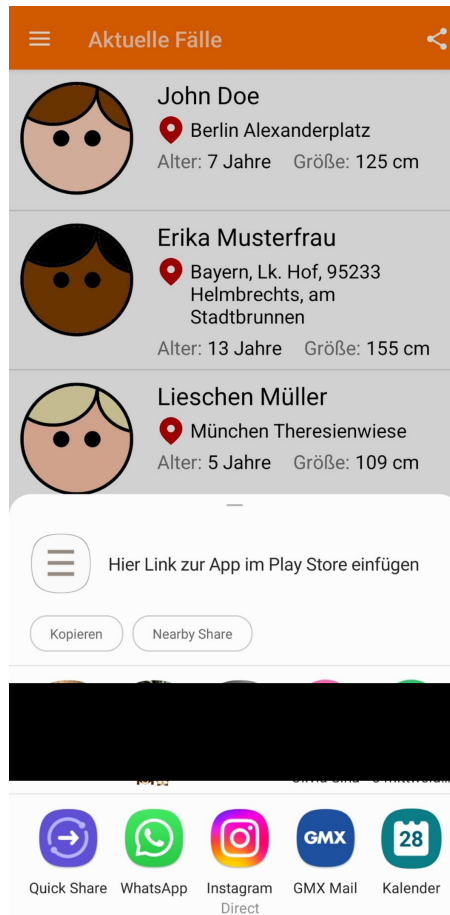 Aktuelle Fälle
John Doe
Berlin Alexanderplatz
Alter: 7 Jahre Größe: 125 cm
Erika Musterfrau
Bayern, Lk. Hof, 95233
Helmbrechts, am
Stadtbrunnen
Alter: 13 Jahre Größe: 155 cm
Lieschen Müller
München Theresienwiese
Alter: 5 Jahre Größe: 109 cm
Hier Link zur App im Play Store einfügen
Kopieren Nearby Share
GMX 28
Quick Share WhatsApp Instagram GMX Mail Kalender
Direct